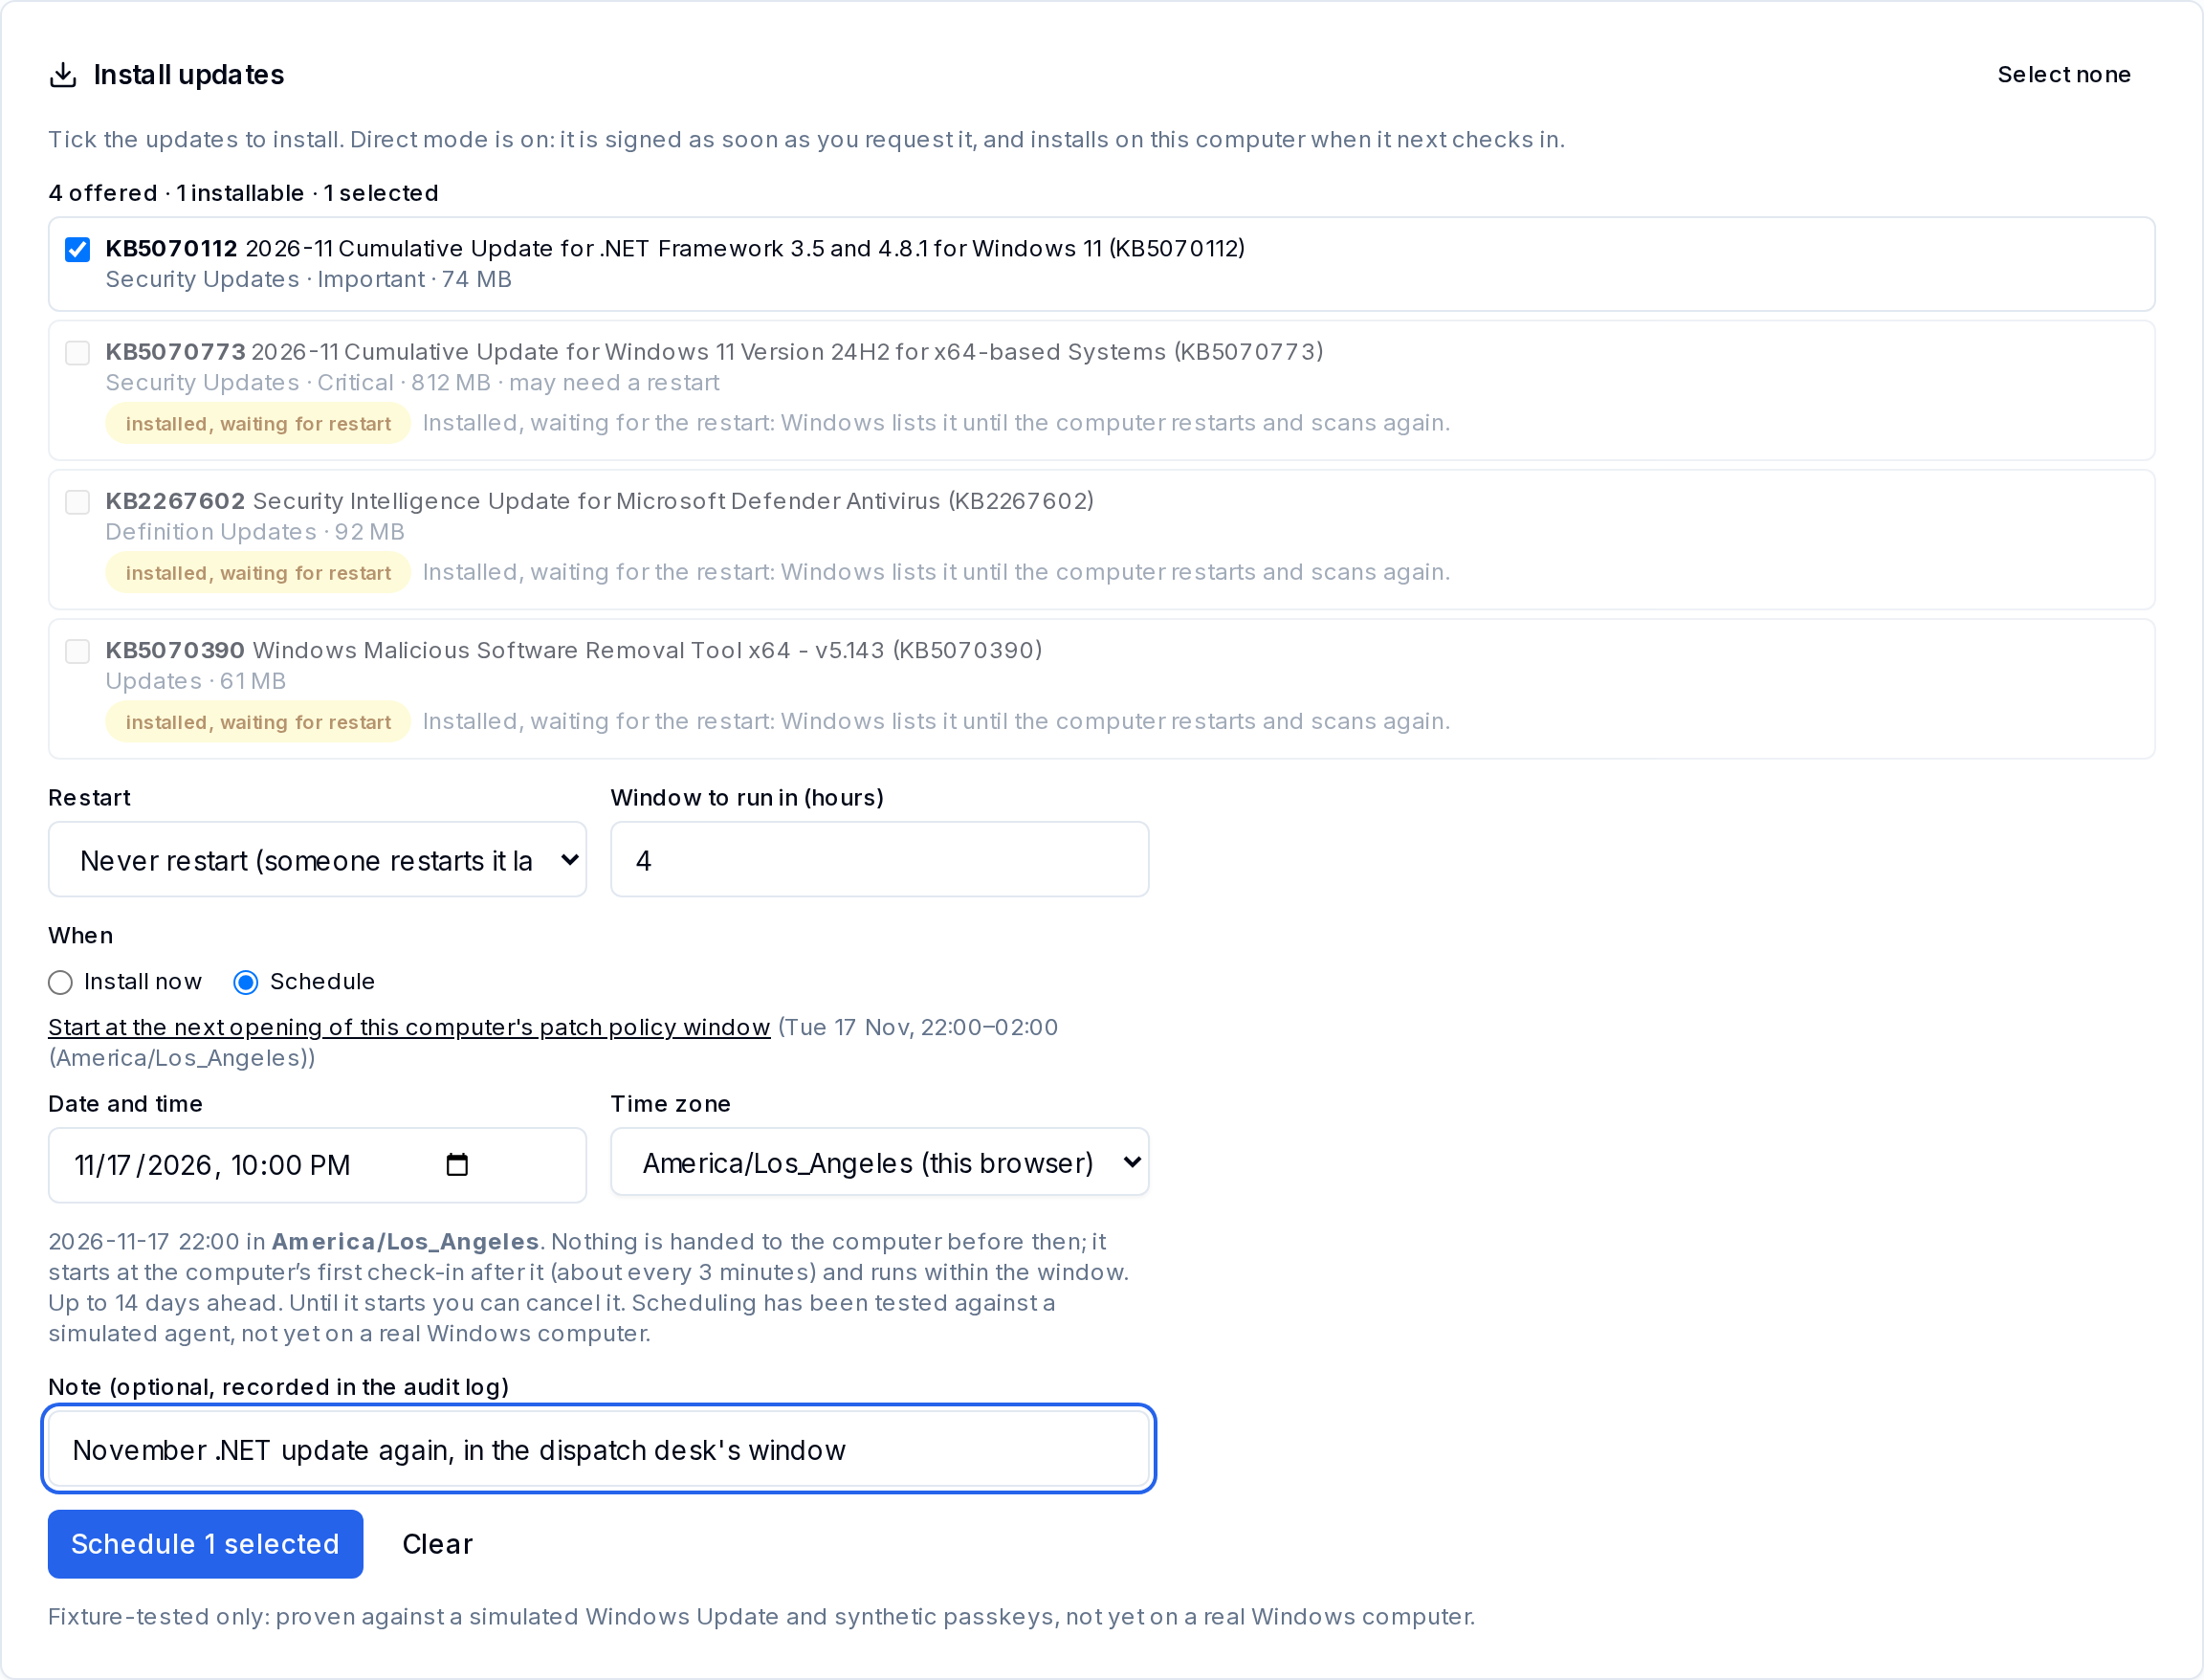 Install updates
Select none
Tick the updates to install. Direct mode is on: it is signed as soon as you request it, and installs on this computer when it next checks in.
4 offered · 1 installable · 1 selected
KB5070112 2026-11 Cumulative Update for .NET Framework 3.5 and 4.8.1 for Windows 11 (KB5070112)
Security Updates · Important · 74 MB
KB5070773 2026-11 Cumulative Update for Windows 11 Version 24H2 for x64-based Systems (KB5070773)
Security Updates · Critical · 812 MB · may need a restart
installed, waiting for restart Installed, waiting for the restart: Windows lists it until the computer restarts and scans again.
KB2267602 Security Intelligence Update for Microsoft Defender Antivirus (KB2267602)
Definition Updates · 92 MB
installed, waiting for restart Installed, waiting for the restart: Windows lists it until the computer restarts and scans again.
KB5070390 Windows Malicious Software Removal Tool x64 - v5.143 (KB5070390)
Updates · 61 MB
installed, waiting for restart Installed, waiting for the restart: Windows lists it until the computer restarts and scans again.
Restart
Window to run in (hours)
Never restart (someone restarts it la
4
When
Install now
Schedule
Start at the next opening of this computer's patch policy window (Tue 17 Nov, 22:00–02:00
(America/Los_Angeles))
Date and time
Time zone
11/17/2026, 10:00 PM
America/Los_Angeles (this browser)
2026-11-17 22:00 in America/Los_Angeles. Nothing is handed to the computer before then; it
starts at the computer’s first check-in after it (about every 3 minutes) and runs within the window.
Up to 14 days ahead. Until it starts you can cancel it. Scheduling has been tested against a
simulated agent, not yet on a real Windows computer.
Note (optional, recorded in the audit log)
November .NET update again, in the dispatch desk's window
Schedule 1 selected
Clear
Fixture-tested only: proven against a simulated Windows Update and synthetic passkeys, not yet on a real Windows computer.